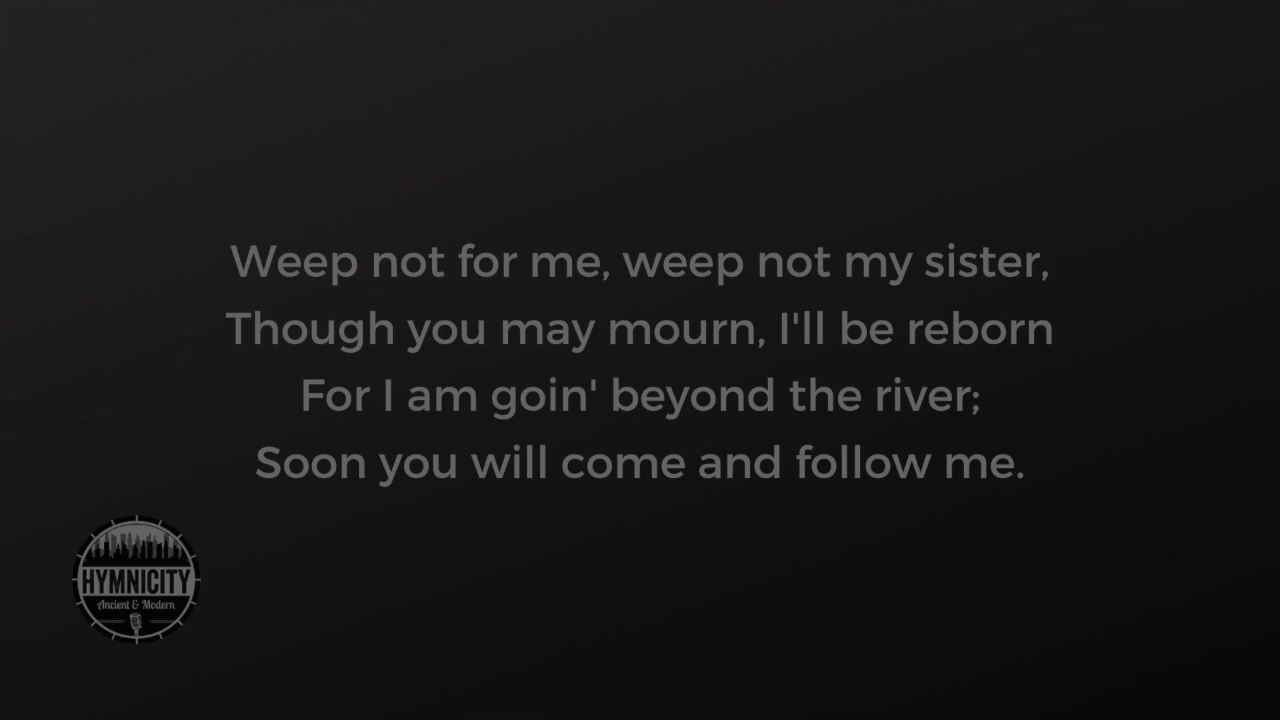 Weep not for me, weep not my sister,
Though you may mourn, I'll be reborn
For I am goin' beyond the river;
Soon you will come and follow me.
HYMNICITY
Ancient & Modern